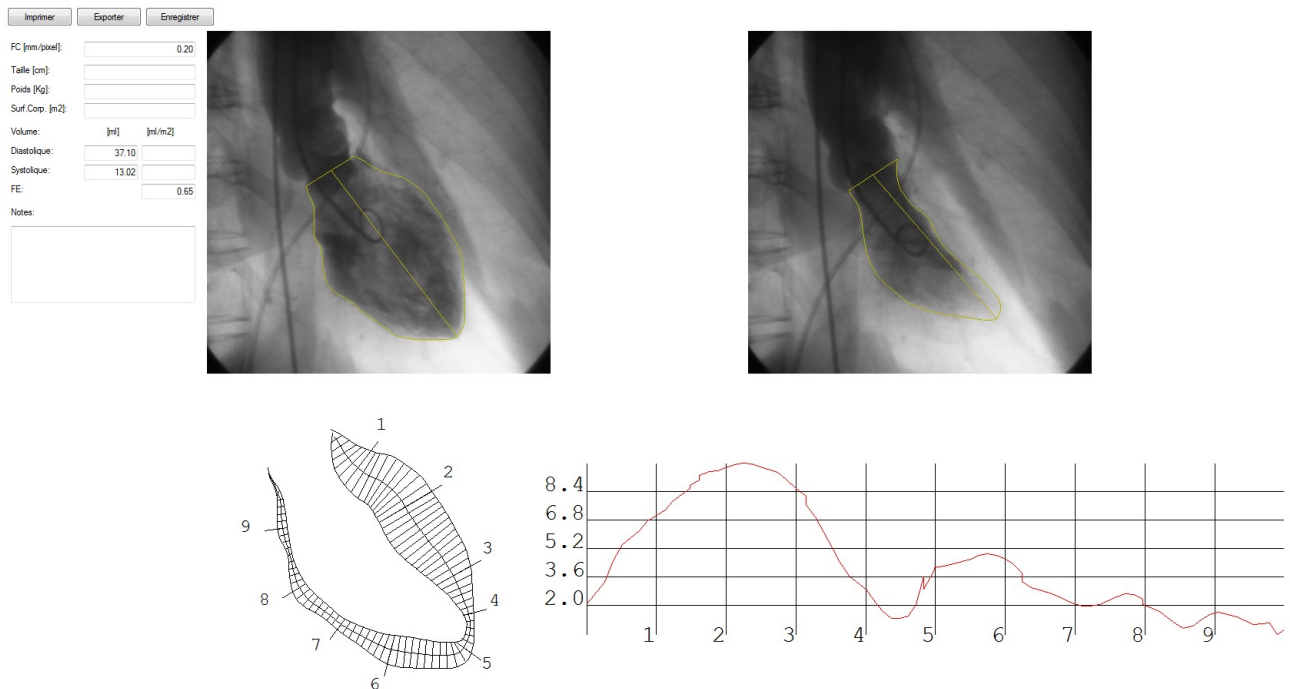 Imprimer Exporter Enregistrer
FC [mm/pixel]: 0.20
Taille [cm]:
Poids [Kg]:
Surf.Corp. [m2]:
Volume: [ml] [ml/m2]
Diastolique: 37.10
Systolique: 13.02
FE: 0.65
Notes:
1
2
3
4
5
6
7
8
9
8.4
6.8
5.2
3.6
2.0
1 2 3 4 5 6 7 8 9